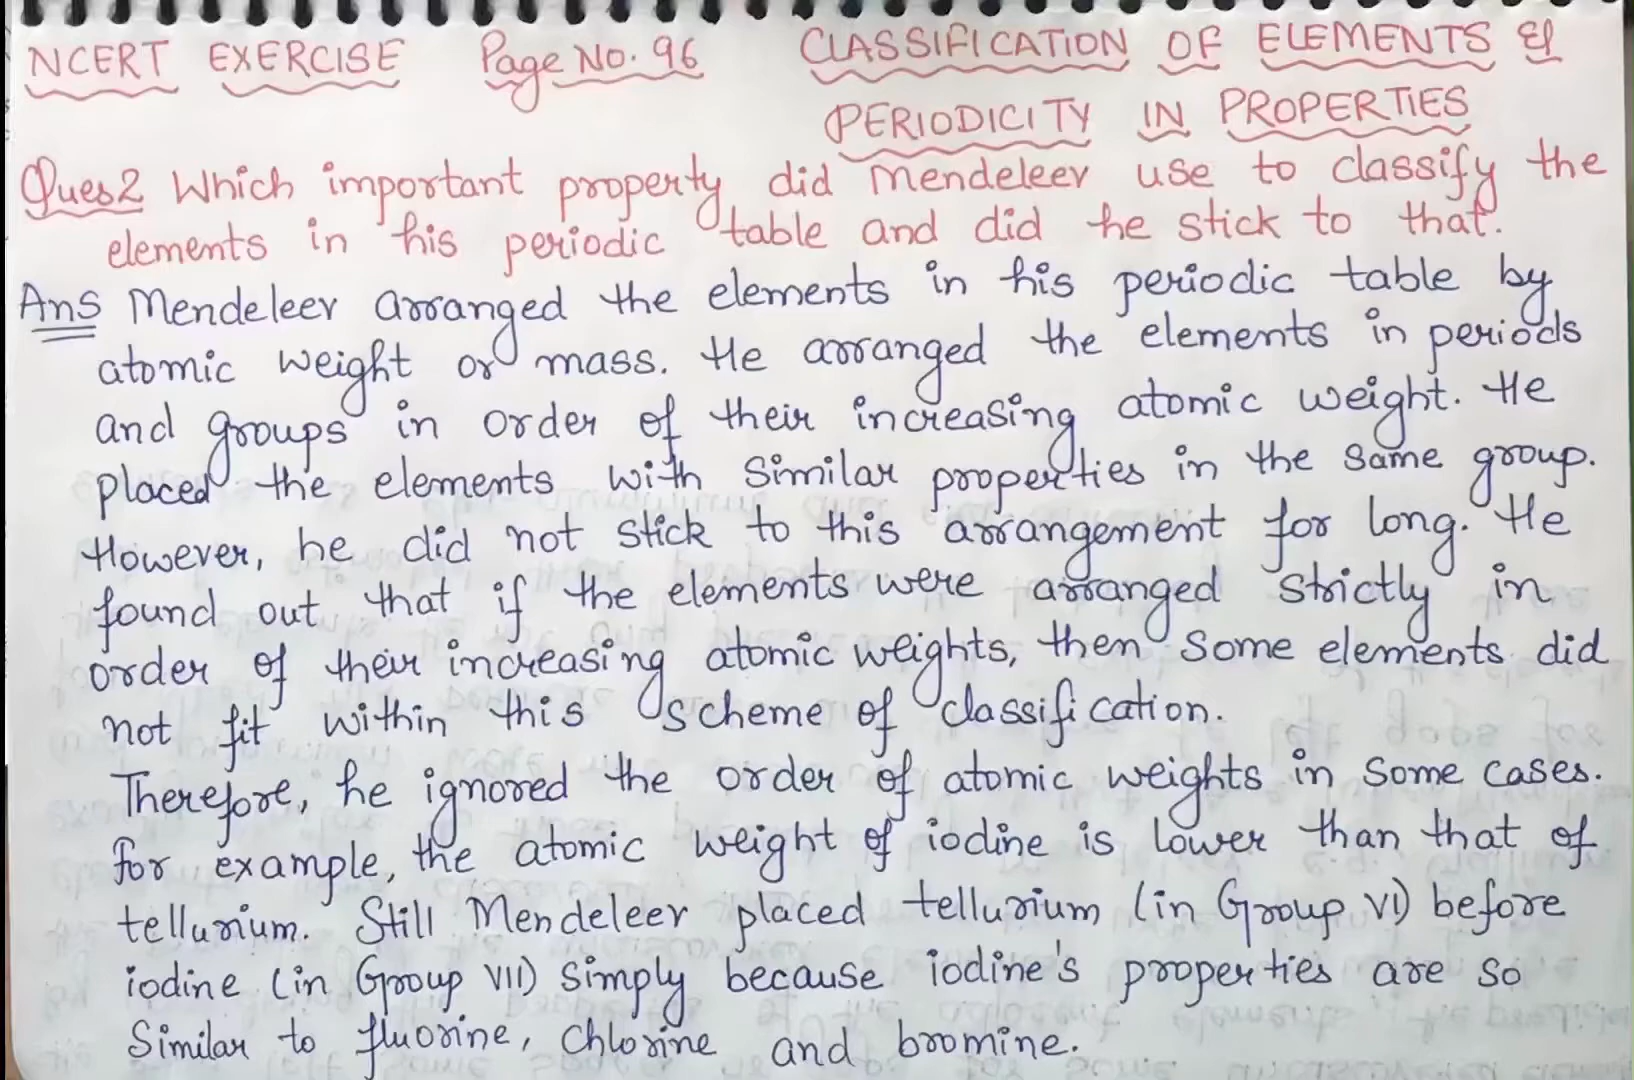 NCERT EXERCISE Page No. 96 CLASSIFICATION OF ELEMENTS &
PERIODICITY IN PROPERTIES
Ques2 Which important property did Mendeleev use to classify the
elements in his periodic table and did he stick to that.
Ans Mendeleev arranged the elements in his periodic table by
atomic weight or mass. He arranged the elements in periods
and groups in order of their increasing atomic weight. He
placed the elements with similar properties in the same group.
However, he did not stick to this arrangement for long. He
found out that if the elements were arranged strictly in
order of their increasing atomic weights, then some elements did
not fit within this scheme of classification.
Therefore, he ignored the order of atomic weights in some cases.
for example, the atomic weight of iodine is lower than that of
tellurium. Still Mendeleev placed tellurium (in Group VI) before
iodine (in Group VII) simply because iodine's properties are so
similar to fluorine, chlorine and bromine.